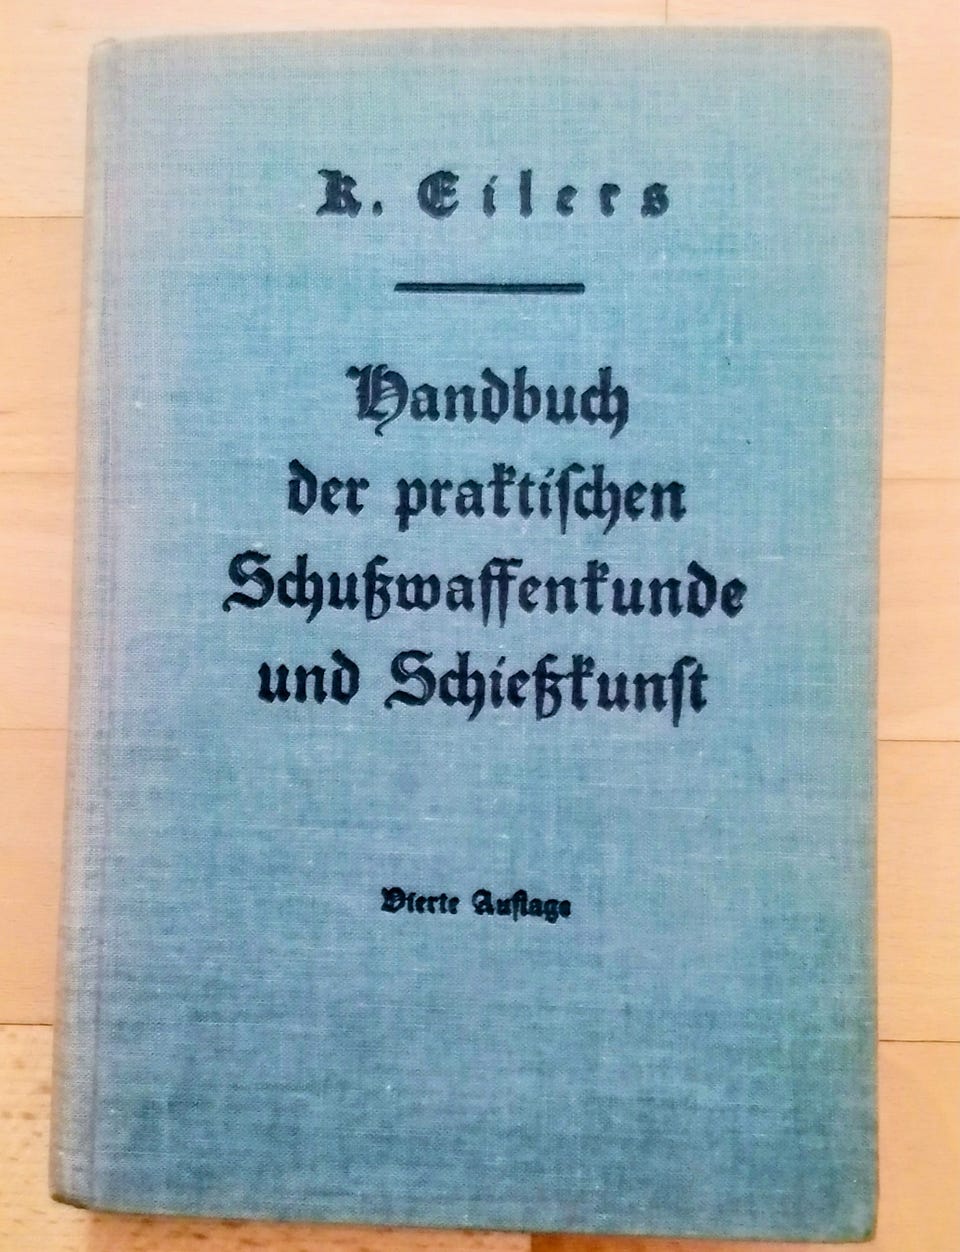 K. Eilers
Handbuch
der praktiſchen
Schußwaffenkunde
und Schießkunſt
Vierte Auflage